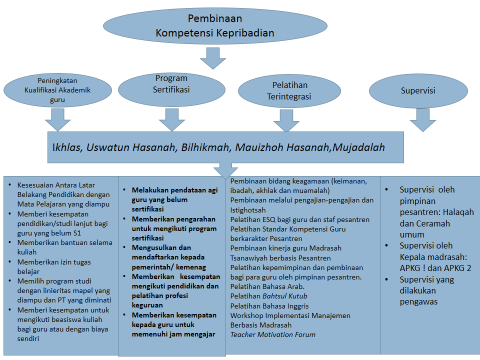 Pembinaan
Kompetensi Kepribadian
Peningkatan
Kualifikasi Akademik
guru
Program
Sertifikasi
Pelatihan
Terintegrasi
Supervisi
Ikhlas, Uswatun Hasanah, Bilhikmah, Mauizhoh Hasanah,Mujadalah
• Kesesuaian Antara Latar
Belakang Pendidikan dengan
Mata Pelajaran yang diampu
• Memberi kesempatan
pendidikan/studi lanjut bagi
guru yang belum S1
• Memberikan bantuan selama
kuliah
• Memberikan izin tugas
belajar
• Memilih program studi
dengan linieritas mapel yang
diampu dan PT yang diminati
• Memberi kesempatan untuk
mengikuti beasiswa kuliah
bagi guru atau dengan biaya
sendiri
• Melakukan pendataan agi
guru yang belum
sertifikasi
• Memberikan pengarahan
untuk mengikuti program
sertifikasi
• Mengusulkan dan
mendaftarkan kepada
pemerintah/ kemenag
• Memberikan kesempatan
mengikuti pendidikan dan
pelatihan profesi
keguruan
• Memberikan kesempatan
kepada guru untuk
memenuhi jam mengajar
Pembinaan bidang keagamaan (keimanan,
ibadah, akhlak dan muamalah)
Pembinaan melalui pengajian-pengajian dan
Istighotsah
Pelatihan ESQ bagi guru dan staf pesantren
Pelatihan Standar Kompetensi Guru
berkarakter Pesantren
Pembinaan kinerja guru Madrasah
Tsanawiyah berbasis Pesantren
Pelatihan kepemimpinan dan pembinaan
bagi para guru oleh pimpinan pesantren.
Pelatihan Bahasa Arab.
Pelatihan Bahtsul Kutub
Pelatihan Bahasa Inggris
Workshop Implementasi Manajemen
Berbasis Madrasah
Teacher Motivation Forum
• Supervisi oleh
pimpinan
pesantren: Halaqah
dan Ceramah
umum
• Supervisi oleh
Kepala madrasah:
APKG ! dan APKG 2
• Supervisi yang
dilakukan
pengawas